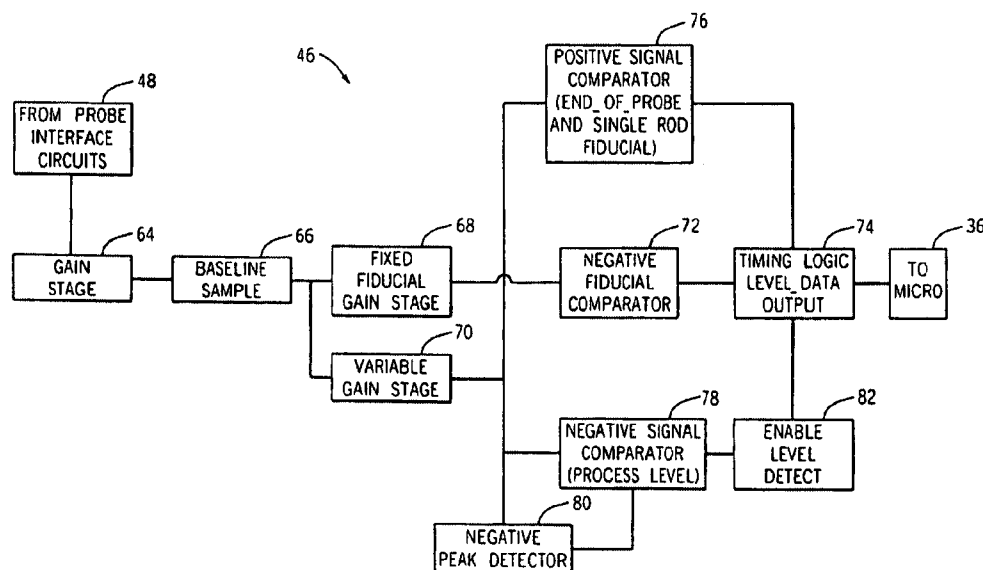 76
46
POSITIVE SIGNAL
COMPARATOR
(END_OF_PROBE
AND SINGLE ROD
FIDUCIAL)
48
FROM PROBE
INTERFACE
CIRCUITS
64
GAIN
STAGE
66
BASELINE
SAMPLE
68
FIXED
FIDUCIAL
GAIN STAGE
72
NEGATIVE
FIDUCIAL
COMPARATOR
74
TIMING LOGIC
LEVEL_DATA
OUTPUT
36
TO
MICRO
70
VARIABLE
GAIN STAGE
78
NEGATIVE SIGNAL
COMPARATOR
(PROCESS LEVEL)
82
ENABLE
LEVEL
DETECT
80
NEGATIVE
PEAK DETECTOR